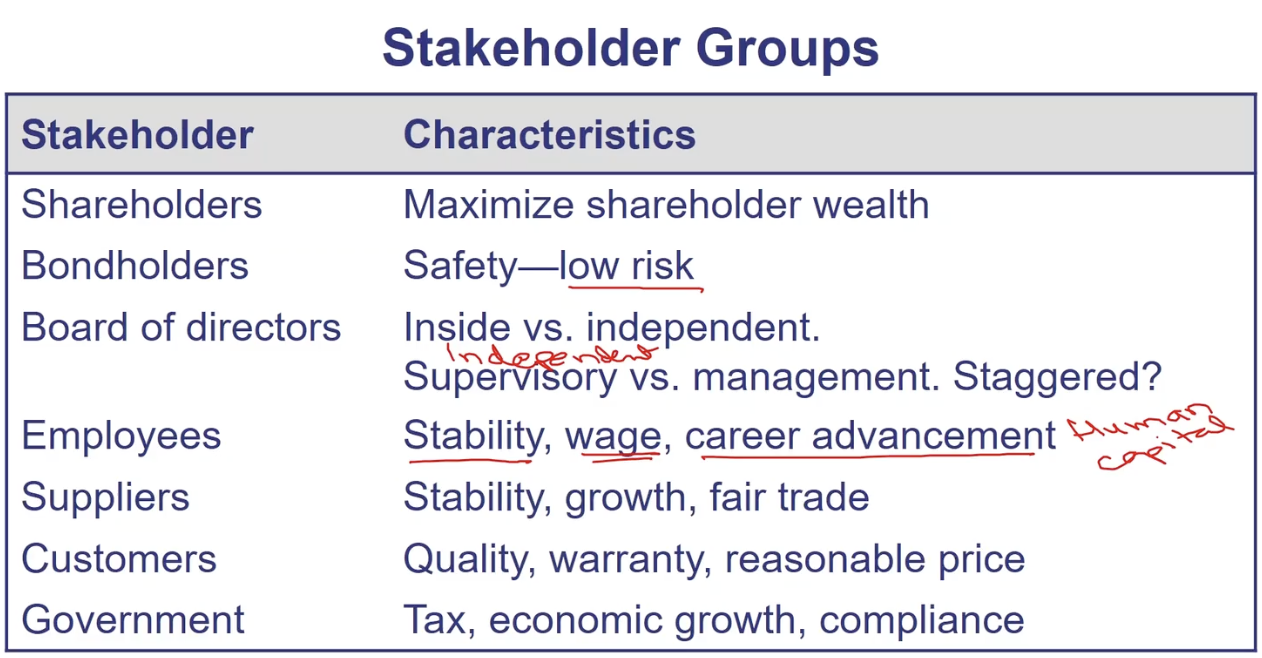 Stakeholder Groups
Stakeholder Characteristics
Shareholders Maximize shareholder wealth
Bondholders Safety—low risk
Board of directors Inside vs. independent.
Independent
Supervisory vs. management. Staggered?
Employees Stability, wage, career advancement Human
capital
Suppliers Stability, growth, fair trade
Customers Quality, warranty, reasonable price
Government Tax, economic growth, compliance